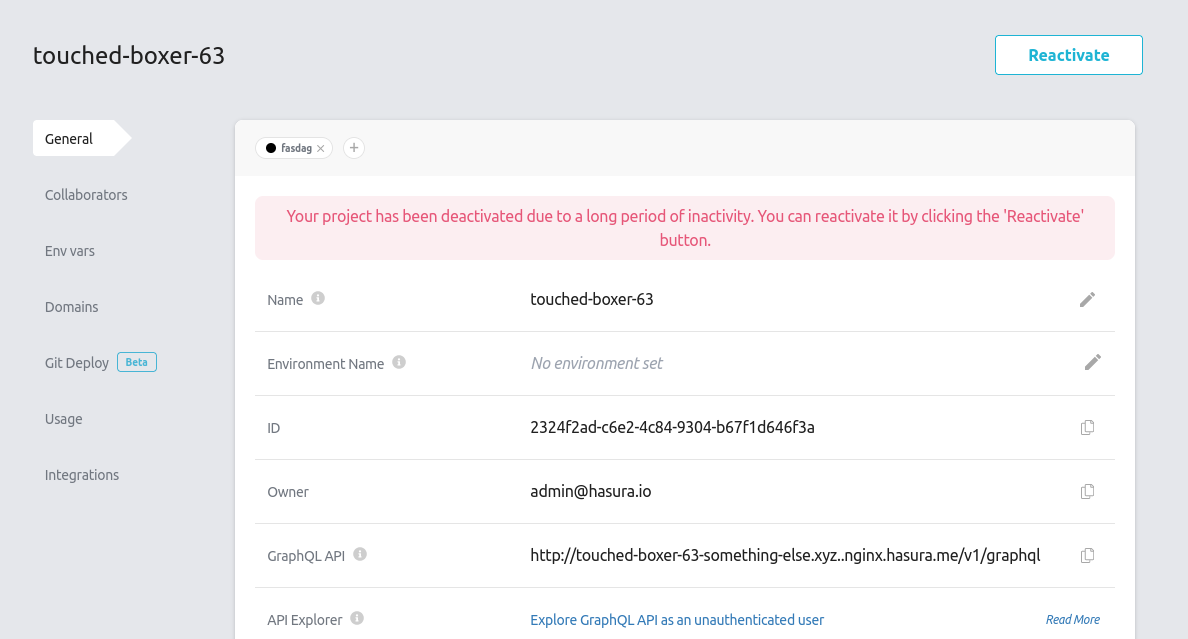 touched-boxer-63
Reactivate
General
Collaborators
Env vars
Domains
Git Deploy Beta
Usage
Integrations
fasdag
Your project has been deactivated due to a long period of inactivity. You can reactivate it by clicking the 'Reactivate'
button.
Name touched-boxer-63
Environment Name No environment set
ID 2324f2ad-c6e2-4c84-9304-b67f1d646f3a
Owner admin@hasura.io
GraphQL API http://touched-boxer-63-something-else.xyz..nginx.hasura.me/v1/graphql
API Explorer Explore GraphQL API as an unauthenticated user Read More